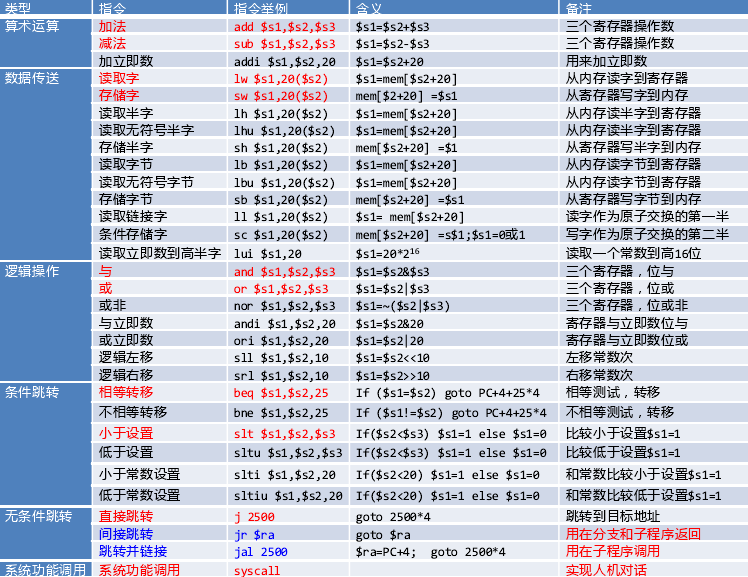 类型 指令 指令举例 含义 备注
算术运算 加法 add $s1,$s2,$s3 $s1=$s2+$s3 三个寄存器操作数
减法 sub $s1,$s2,$s3 $s1=$s2-$s3 三个寄存器操作数
加立即数 addi $s1,$s2,20 $s1=$s2+20 用来加立即数
数据传送 读取字 lw $s1,20($s2) $s1=mem[$s2+20] 从内存读字到寄存器
存储字 sw $s1,20($s2) mem[$2+20] =$s1 从寄存器写字到内存
读取半字 lh $s1,20($s2) $s1=mem[$s2+20] 从内存读半字到寄存器
读取无符号半字 lhu $s1,20($s2) $s1=mem[$s2+20] 从内存读半字到寄存器
存储半字 sh $s1,20($s2) mem[$s2+20] =$1 从寄存器写半字到内存
读取字节 lb $s1,20($s2) $s1=mem[$s2+20] 从内存读字节到寄存器
读取无符号字节 lbu $s1,20($s2) $s1=mem[$s2+20] 从内存读字节到寄存器
存储字节 sb $s1,20($s2) mem[$s2+20] =$s1 从寄存器写字节到内存
读取链接字 ll $s1,20($s2) $s1= mem[$s2+20] 读字作为原子交换的第一半
条件存储字 sc $s1,20($s2) mem[$s2+20] =s$1;$s1=0或1 写字作为原子交换的第二半
读取立即数到高半字 lui $s1,20 $s1=20*2¹⁶ 读取一个常数到高16位
逻辑操作 与 and $s1,$s2,$s3 $s1=$s2&$s3 三个寄存器，位与
或 or $s1,$s2,$s3 $s1=$s2|$s3 三个寄存器，位或
或非 nor $s1,$s2,$s3 $s1=~($s2|$s3) 三个寄存器，位或非
与立即数 andi $s1,$s2,20 $s1=$s2&20 寄存器与立即数位与
或立即数 ori $s1,$s2,20 $s1=$s2|20 寄存器与立即数位或
逻辑左移 sll $s1,$s2,10 $s1=$s2<<10 左移常数次
逻辑右移 srl $s1,$s2,10 $s1=$s2>>10 右移常数次
条件跳转 相等转移 beq $s1,$s2,25 If ($s1=$s2) goto PC+4+25*4 相等测试，转移
不相等转移 bne $s1,$s2,25 If ($s1!=$s2) goto PC+4+25*4 不相等测试，转移
小于设置 slt $s1,$s2,$s3 If($s2<$s3) $s1=1 else $s1=0 比较小于设置$s1=1
低于设置 sltu $s1,$s2,$s3 If($s2<$s3) $s1=1 else $s1=0 比较低于设置$s1=1
小于常数设置 slti $s1,$s2,20 If($s2<20) $s1=1 else $s1=0 和常数比较小于设置$s1=1
低于常数设置 sltiu $s1,$s2,20 If($s2<20) $s1=1 else $s1=0 和常数比较低于设置$s1=1
无条件跳转 直接跳转 j 2500 goto 2500*4 跳转到目标地址
间接跳转 jr $ra goto $ra 用在分支和子程序返回
跳转并链接 jal 2500 $ra=PC+4; goto 2500*4 用在子程序调用
系统功能调用 系统功能调用 syscall 实现人机对话